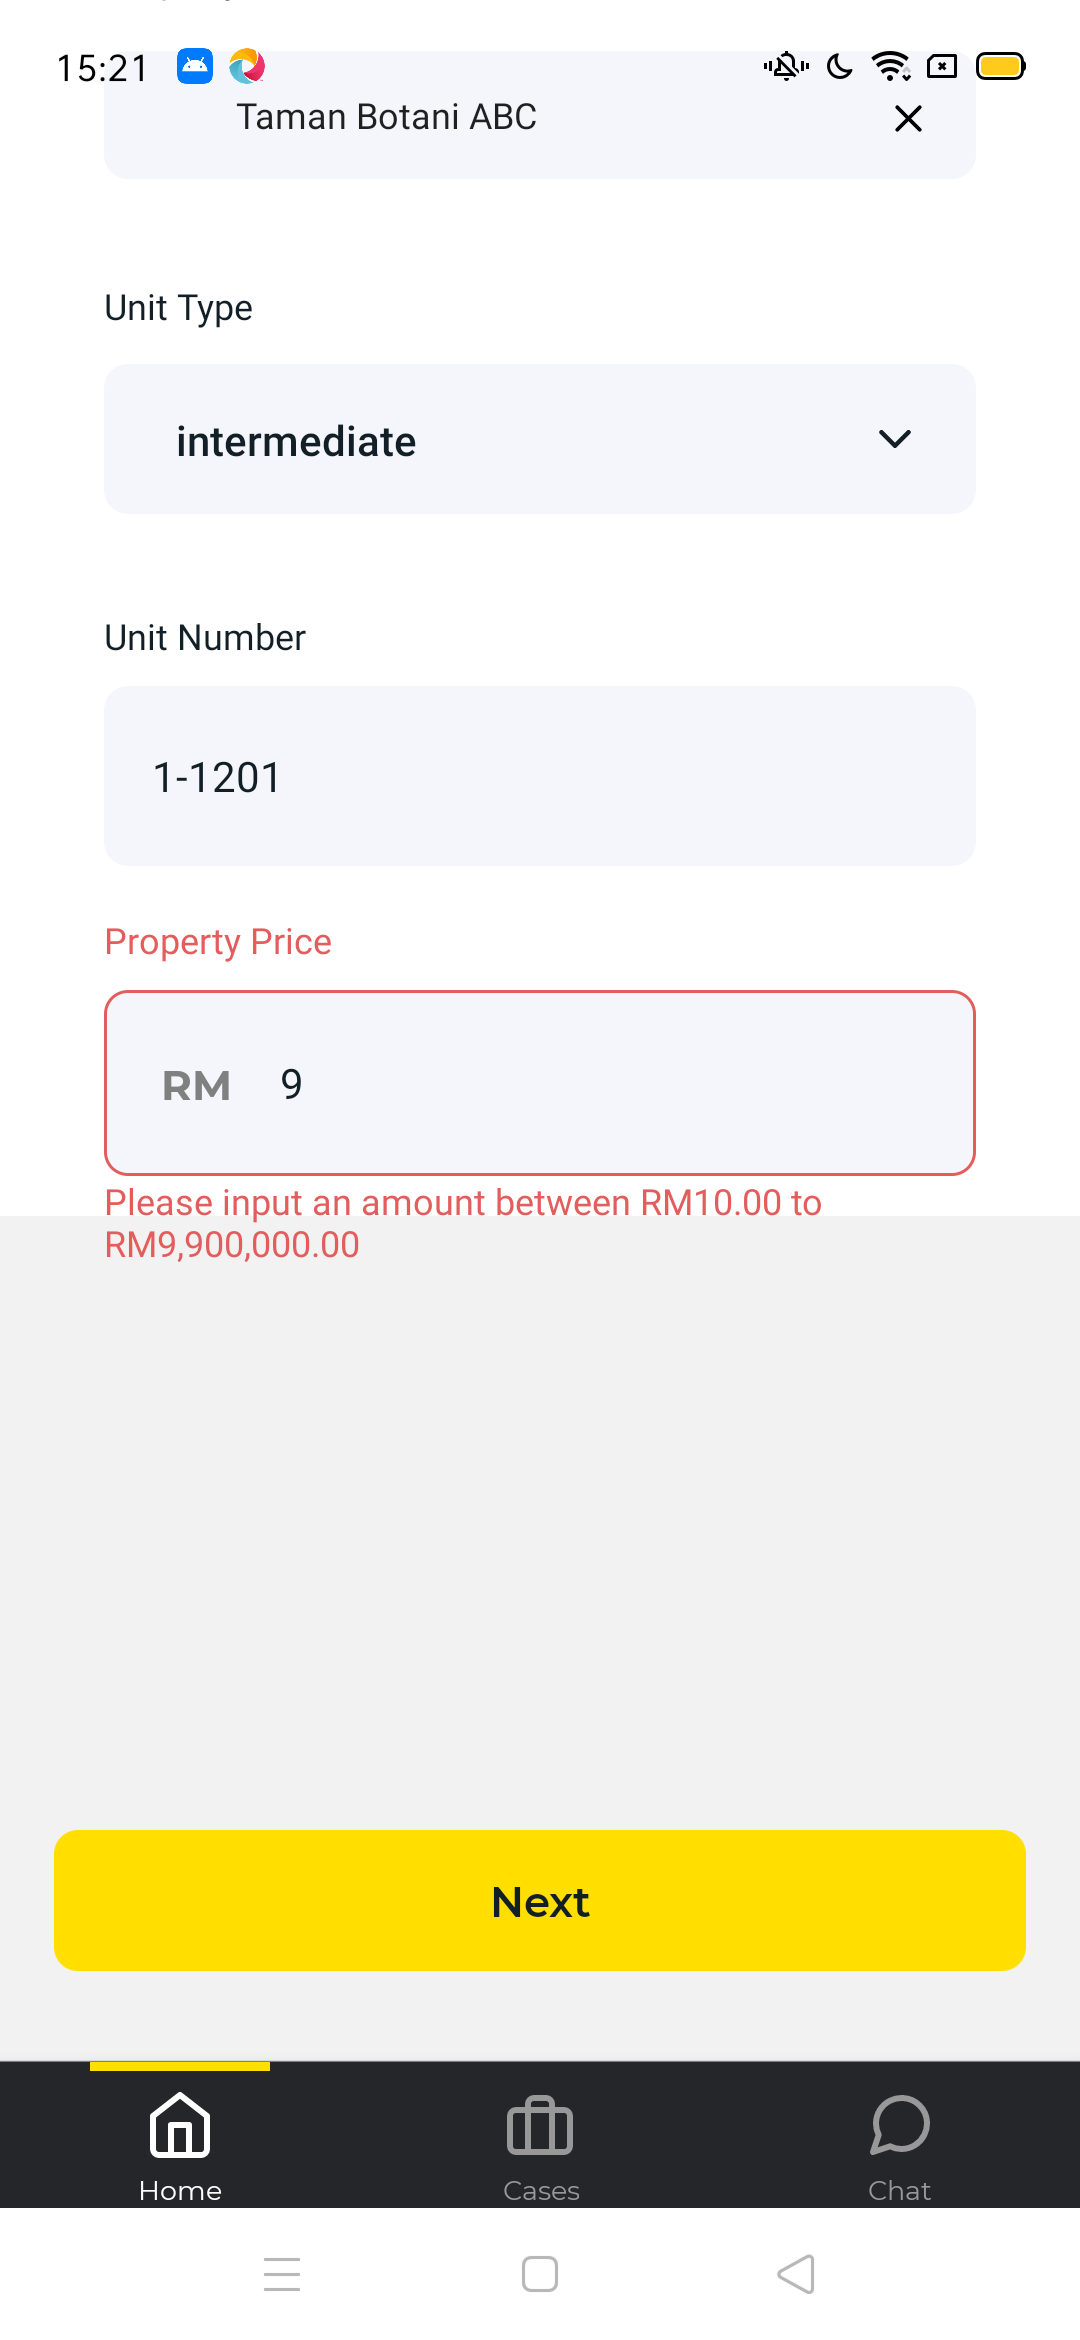 15:21
Taman Botani ABC
Unit Type
intermediate
Unit Number
1-1201
Property Price
RM 9
Please input an amount between RM10.00 to
RM9,900,000.00
Next
Home Cases Chat